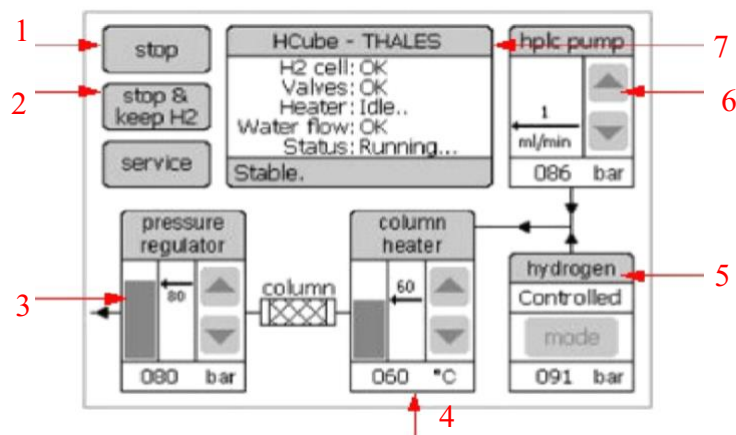 1
stop
HCube - THALES
7
hplc pump
H2 cell: OK
Valves: OK
Heater: Idle..
Water flow: OK
Status: Running...
Stable.
2
stop &
keep H2
6
1
ml/min
service
086 bar
pressure
regulator
column
heater
hydrogen
5
Controlled
3
80
column
60
mode
080 bar
060 °C
091 bar
4